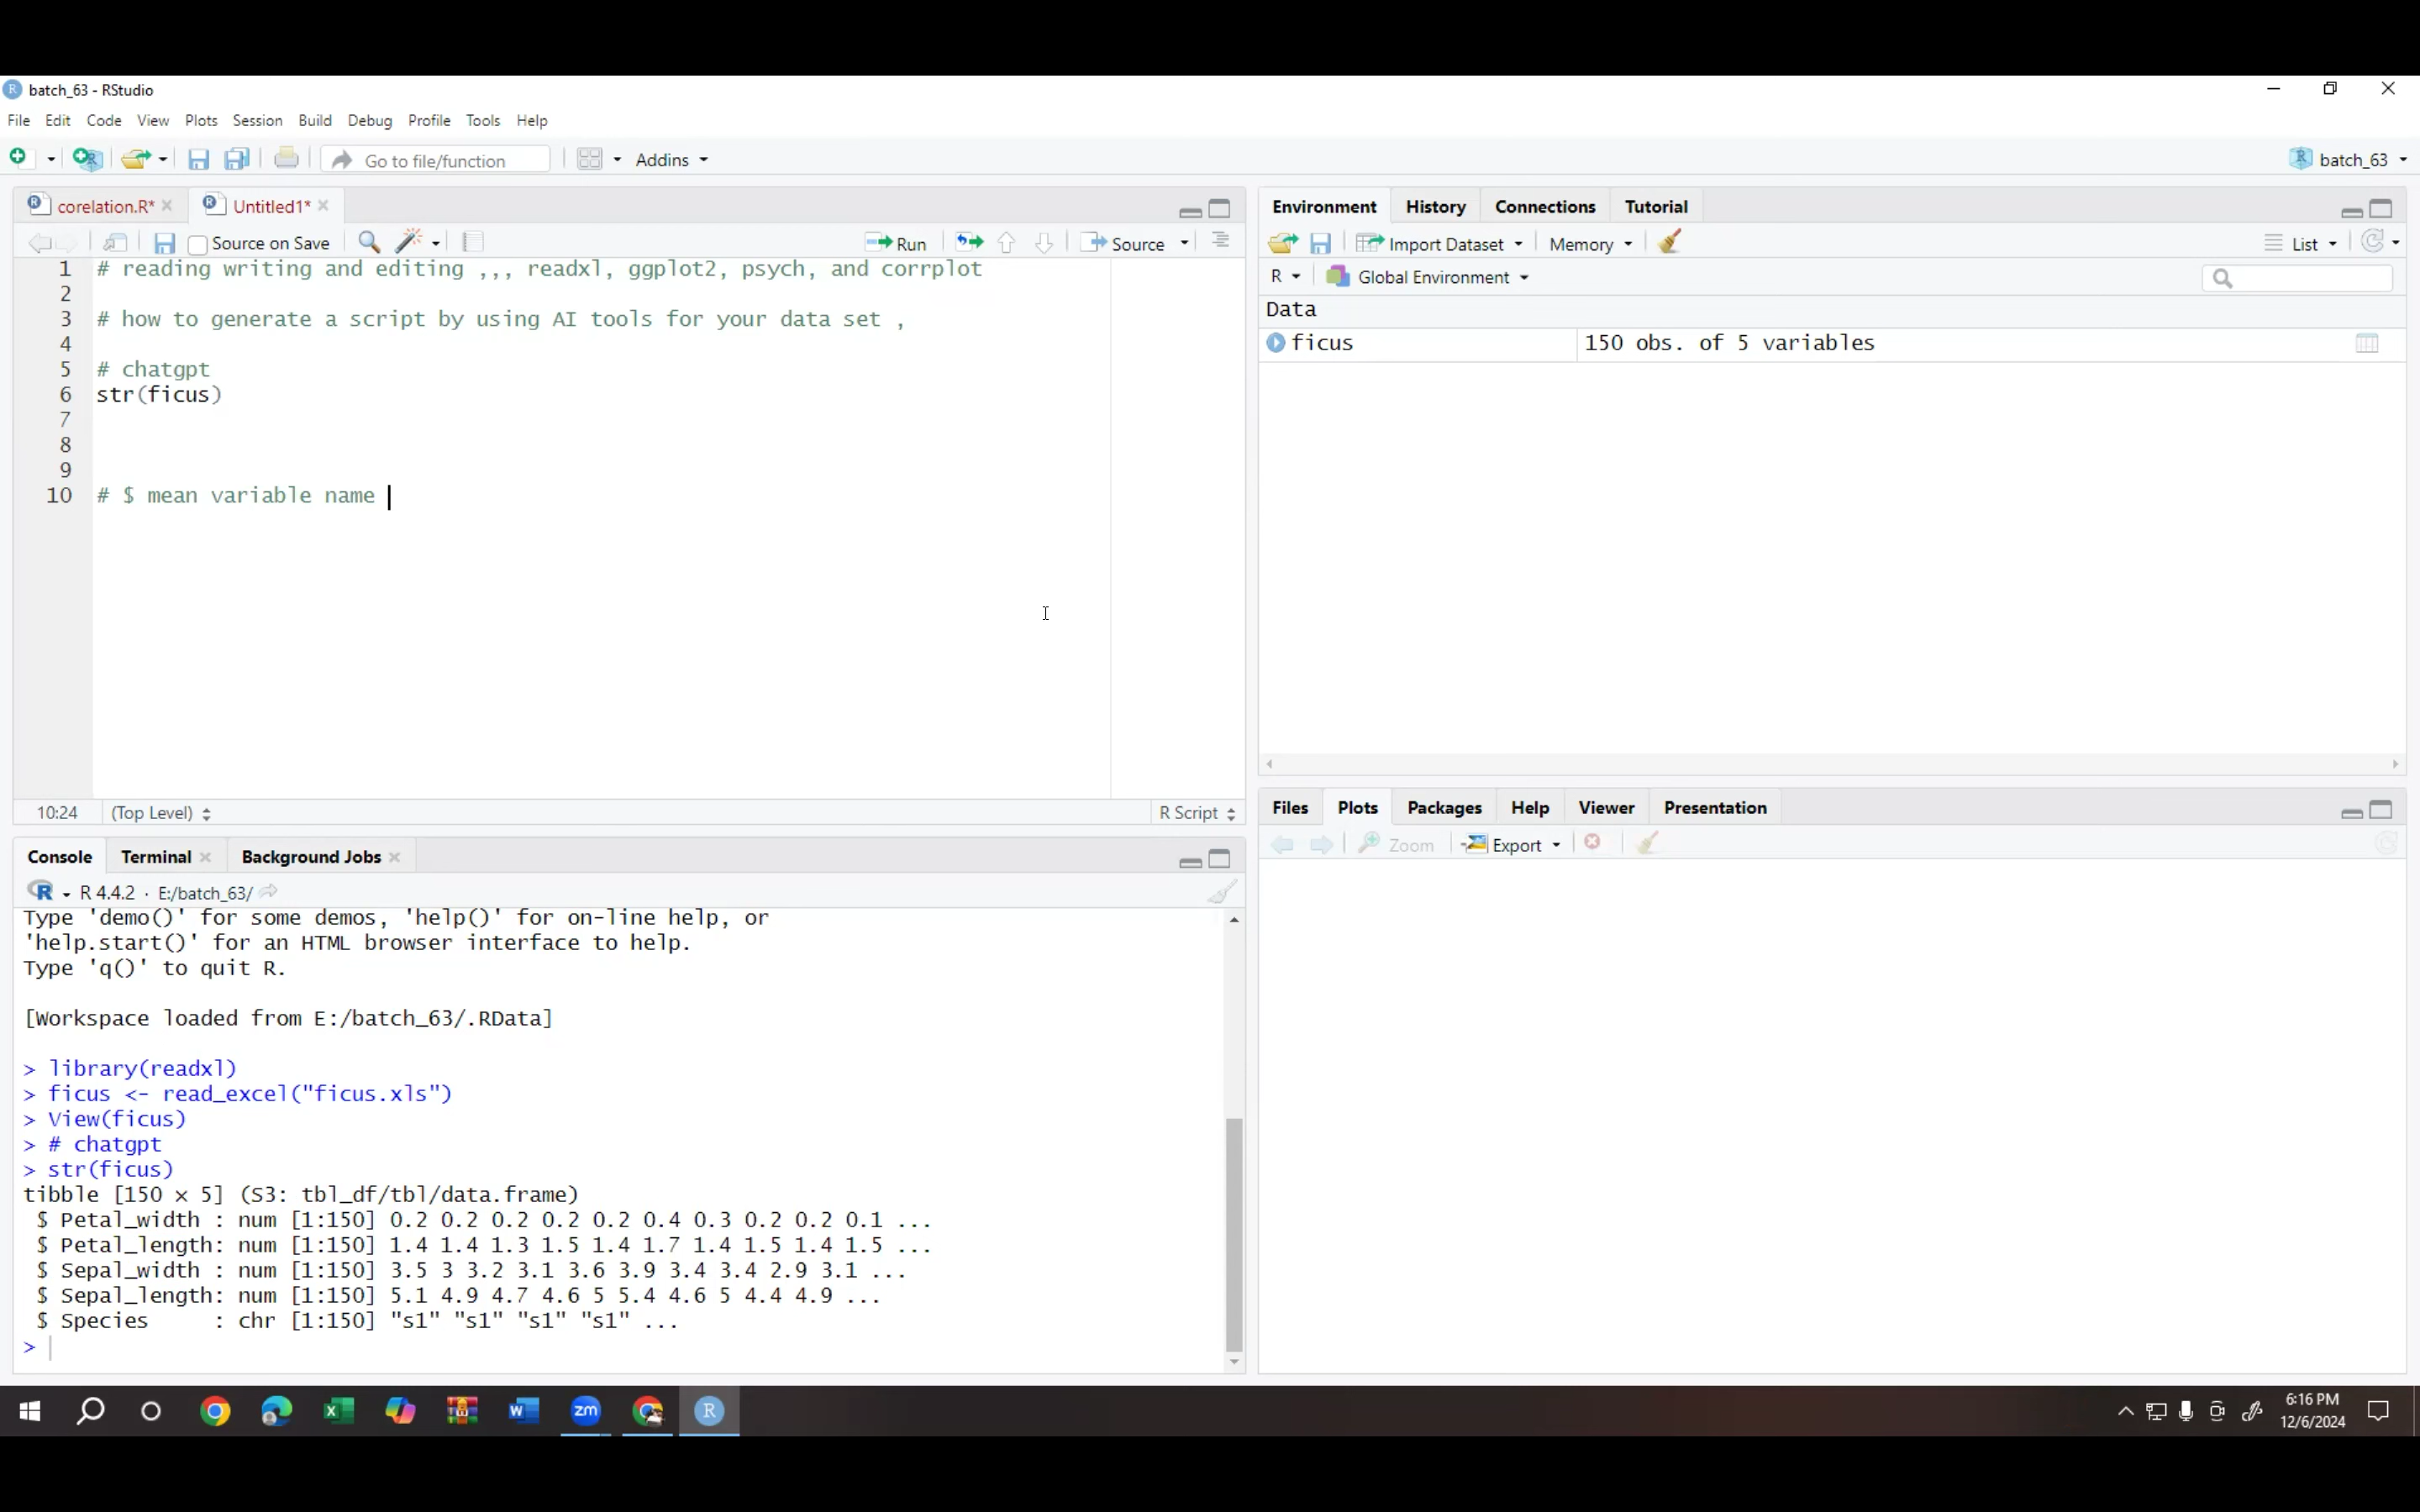 batch_63 - RStudio
File Edit Code View Plots Session Build Debug Profile Tools Help
Go to file/function Addins batch_63
corelation.R* Untitled1*
Source on Save Run Source
1 # reading writing and editing ,,, readxl, ggplot2, psych, and corrplot
2
3 # how to generate a script by using AI tools for your data set ,
4
5 # chatgpt
6 str(ficus)
7
8
9
10 # $ mean variable name
10:24 (Top Level) R Script
Console Terminal Background Jobs
R 4.4.2 · E:/batch_63/
Type 'demo()' for some demos, 'help()' for on-line help, or
'help.start()' for an HTML browser interface to help.
Type 'q()' to quit R.
[Workspace loaded from E:/batch_63/.RData]
> library(readxl)
> ficus <- read_excel("ficus.xls")
> View(ficus)
> # chatgpt
> str(ficus)
tibble [150 × 5] (S3: tbl_df/tbl/data.frame)
$ Petal_width : num [1:150] 0.2 0.2 0.2 0.2 0.2 0.4 0.3 0.2 0.2 0.1 ...
$ Petal_length: num [1:150] 1.4 1.4 1.3 1.5 1.4 1.7 1.4 1.5 1.4 1.5 ...
$ Sepal_width : num [1:150] 3.5 3 3.2 3.1 3.6 3.9 3.4 3.4 2.9 3.1 ...
$ Sepal_length: num [1:150] 5.1 4.9 4.7 4.6 5 5.4 4.6 5 4.4 4.9 ...
$ Species : chr [1:150] "s1" "s1" "s1" "s1" ...
>
Environment History Connections Tutorial
Import Dataset Memory List
R Global Environment
Data
ficus 150 obs. of 5 variables
Files Plots Packages Help Viewer Presentation
Zoom Export
zm
6:16 PM
12/6/2024